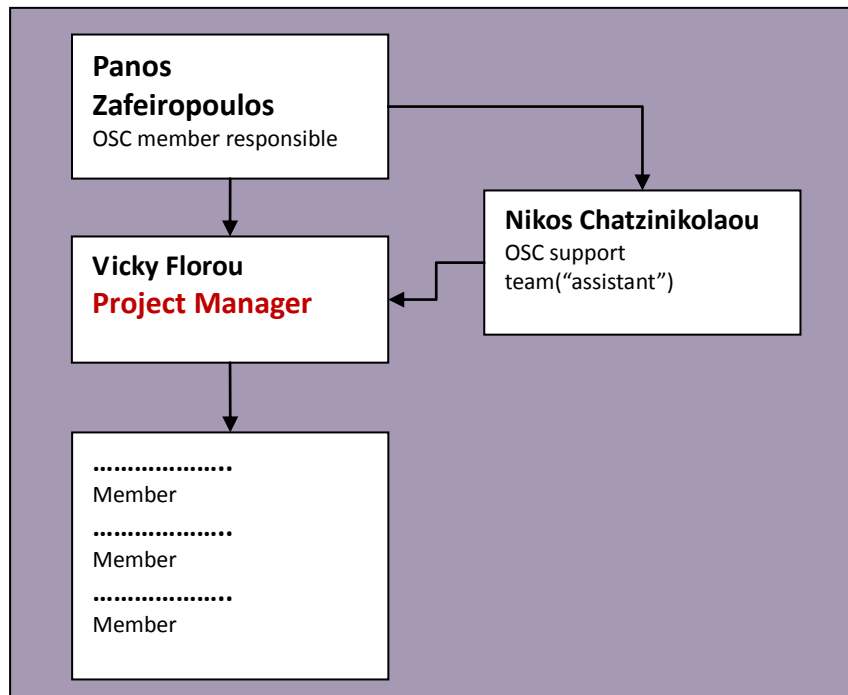 Panos
Zafeiropoulos
OSC member responsible
Nikos Chatzinikolaou
OSC support
team(“assistant”)
Vicky Florou
Project Manager
………………..
Member
………………..
Member
………………..
Member